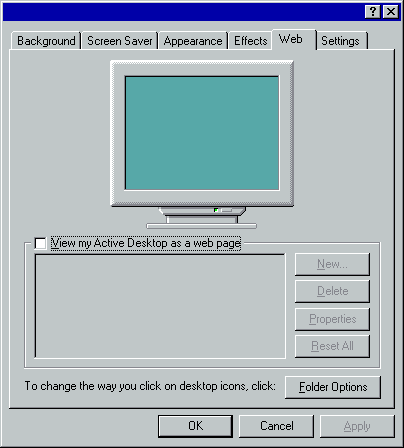 Background Screen Saver Appearance Effects Web Settings
View my Active Desktop as a web page
New...
Delete
Properties
Reset All
To change the way you click on desktop icons, click: Folder Options
OK Cancel Apply